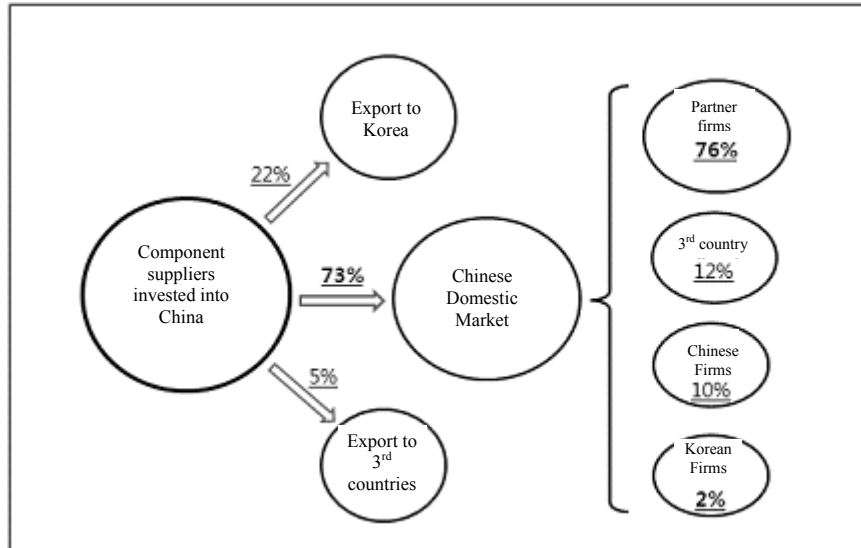 Export to
Korea
22%
Component
suppliers
invested into
China
73%
Chinese
Domestic
Market
5%
Export to
3rd
countries
Partner
firms
76%
3rd country
12%
Chinese
Firms
10%
Korean
Firms
2%